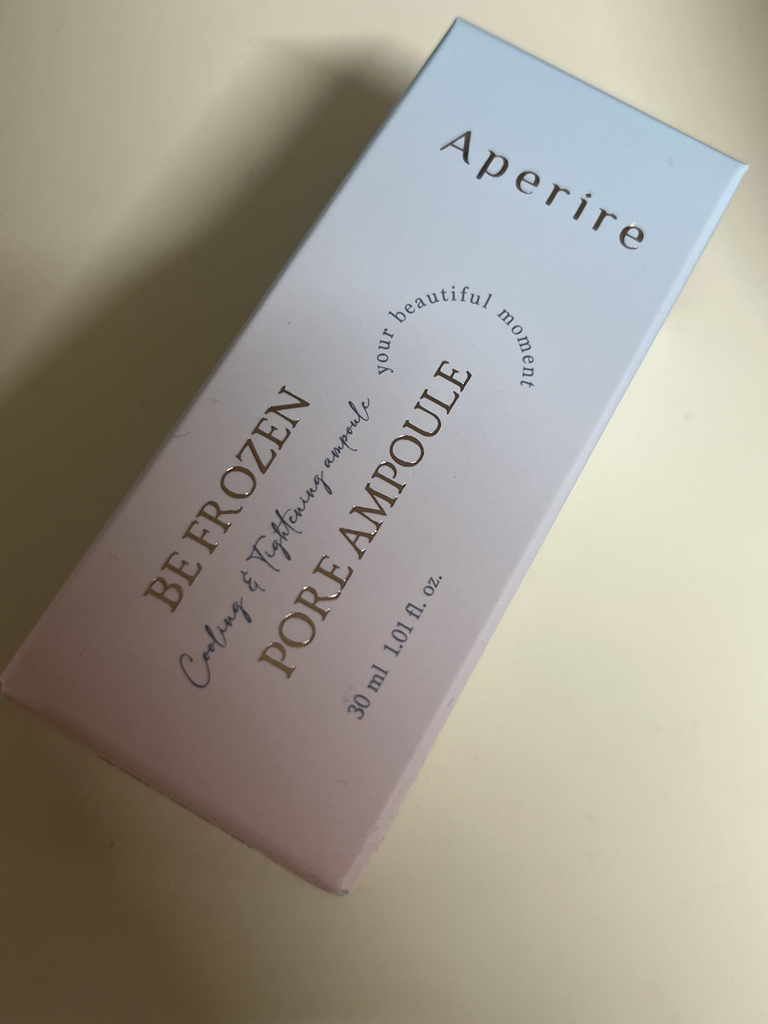 Aperire
your beautiful moment
BE FROZEN
Cooling & Tightening ampoule
PORE AMPOULE
30 ml 1.01 fl. oz.